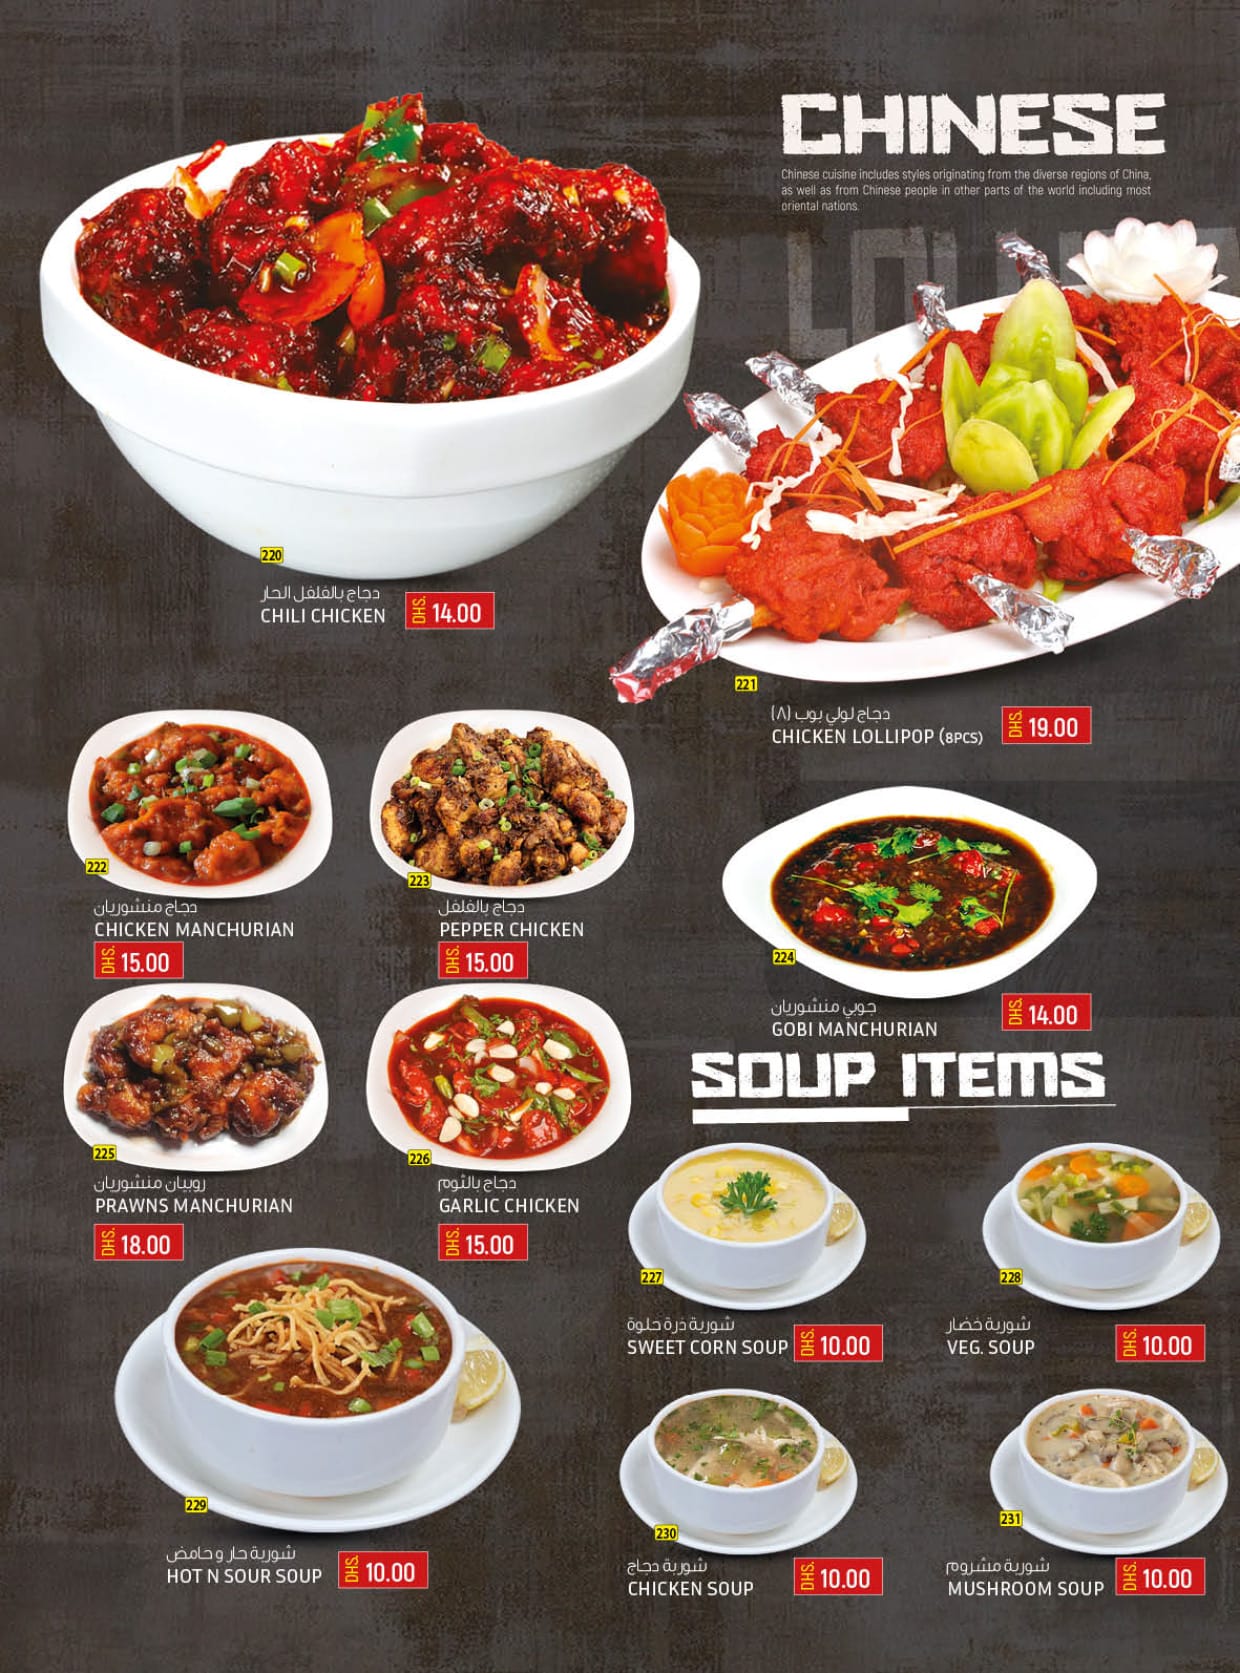 CHINESE
Chinese cuisine includes styles originating from the diverse regions of China,
as well as from Chinese people in other parts of the world including most
oriental nations.
220
دجاج بالفلفل الحار
CHILI CHICKEN
DHS. 14.00
221
دجاج لولي بوب (٨)
CHICKEN LOLLIPOP (8PCS)
DHS. 19.00
222
دجاج منشوريان
CHICKEN MANCHURIAN
DHS. 15.00
223
دجاج بالفلفل
PEPPER CHICKEN
DHS. 15.00
224
جوبي منشوريان
GOBI MANCHURIAN
DHS. 14.00
225
روبيان منشوريان
PRAWNS MANCHURIAN
DHS. 18.00
226
دجاج بالثوم
GARLIC CHICKEN
DHS. 15.00
SOUP ITEMS
227
شوربة ذرة حلوة
SWEET CORN SOUP
DHS. 10.00
228
شوربة خضار
VEG. SOUP
DHS. 10.00
229
شوربة حار و حامض
HOT N SOUR SOUP
DHS. 10.00
230
شوربة دجاج
CHICKEN SOUP
DHS. 10.00
231
شوربة مشروم
MUSHROOM SOUP
DHS. 10.00